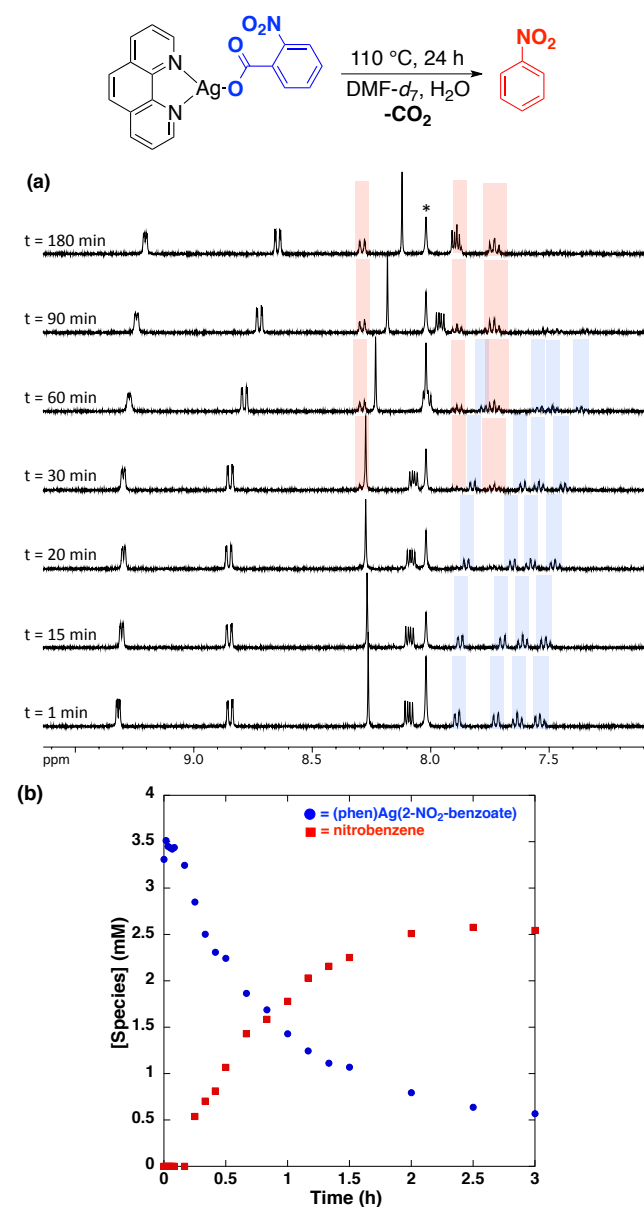 O₂N
NO₂
O
N
Ag
O
N
110 °C, 24 h
DMF-d₇, H₂O
-CO₂
(a)
*
t = 180 min
t = 90 min
t = 60 min
t = 30 min
t = 20 min
t = 15 min
t = 1 min
ppm 9.0 8.5 8.0 7.5
(b)
4
= (phen)Ag(2-NO₂-benzoate)
= nitrobenzene
3.5
3
2.5
2
1.5
1
0.5
0
[Species] (mM)
0 0.5 1 1.5 2 2.5 3
Time (h)